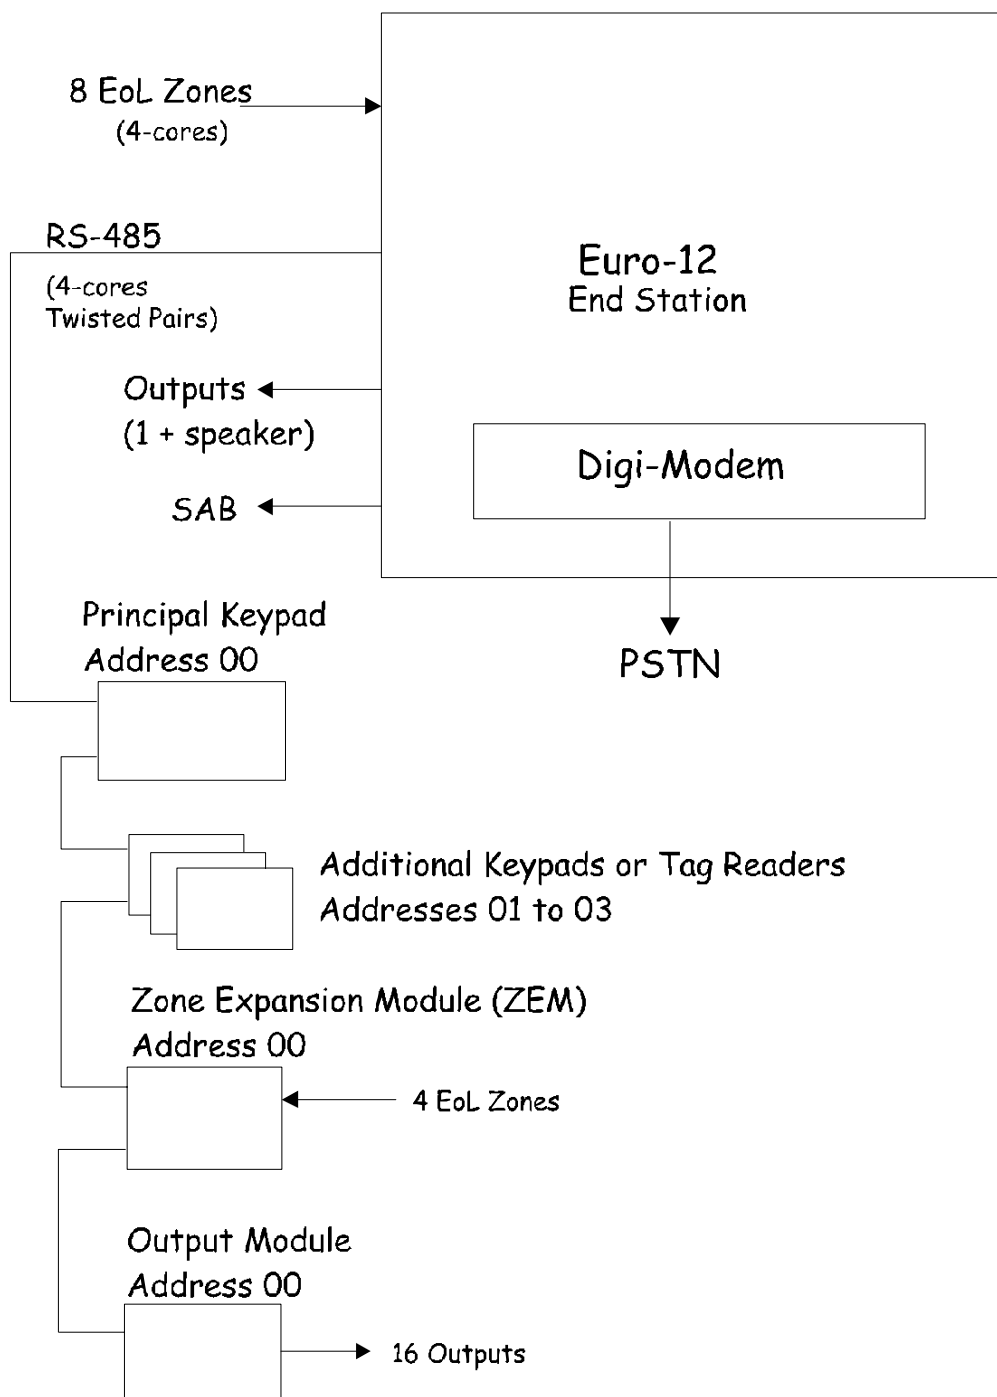 8 EoL Zones
(4-cores)
RS-485
(4-cores
Twisted Pairs)
Euro-12
End Station
Outputs
(1 + speaker)
Digi-Modem
SAB
Principal Keypad
Address 00
PSTN
Additional Keypads or Tag Readers
Addresses 01 to 03
Zone Expansion Module (ZEM)
Address 00
4 EoL Zones
Output Module
Address 00
16 Outputs